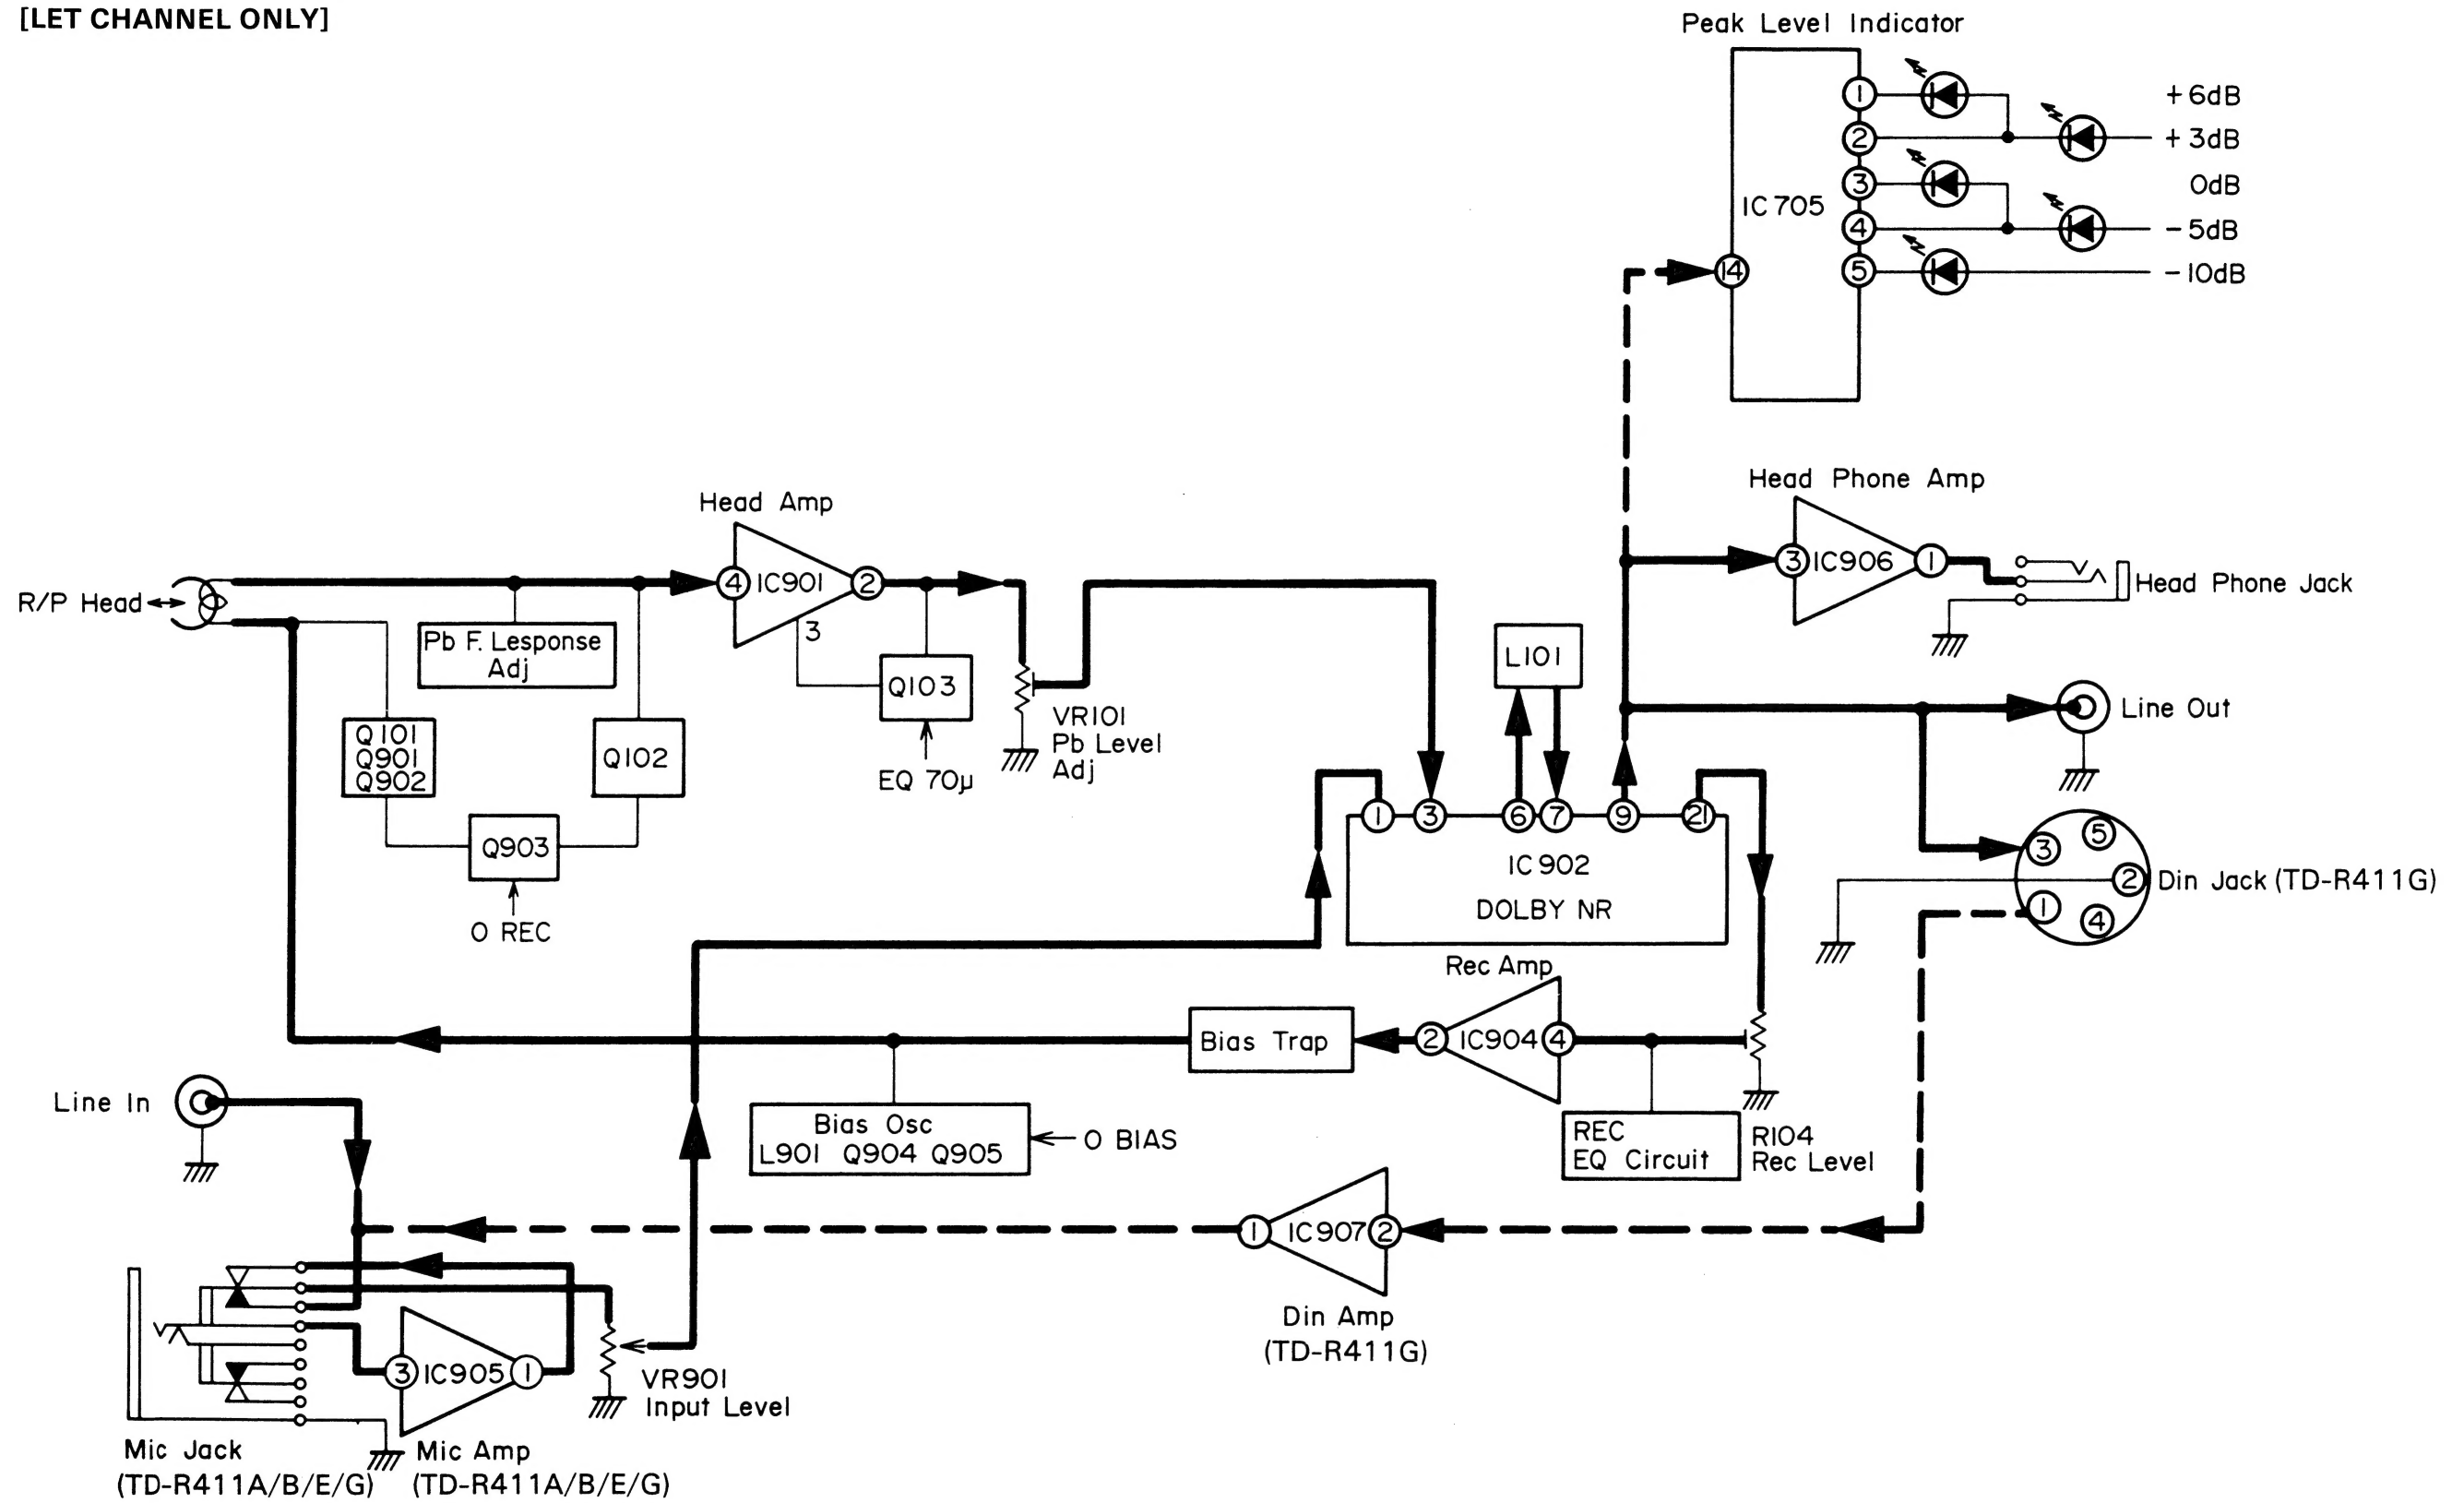 [LET CHANNEL ONLY]
Peak Level Indicator
1
+6dB
2
+3dB
3
0dB
IC705
4
-5dB
14
5
-10dB
Head Phone Amp
Head Amp
3
IC906
1
4
IC901
2
Head Phone Jack
R/P Head
3
Pb F. Lesponse
Adj
L101
Q103
VR101
Pb Level
Adj
Line Out
Q101
Q901
Q902
Q102
EQ 70μ
1
3
6
7
9
21
Q903
IC902
DOLBY NR
3
5
2
1
4
Din Jack (TD-R411G)
O REC
Rec Amp
Bias Trap
2
IC904
4
Line In
Bias Osc
L901 Q904 Q905
O BIAS
REC
EQ Circuit
R104
Rec Level
1
IC907
2
Din Amp
(TD-R411G)
3
IC905
1
VR901
Input Level
Mic Jack
(TD-R411A/B/E/G)
Mic Amp
(TD-R411A/B/E/G)